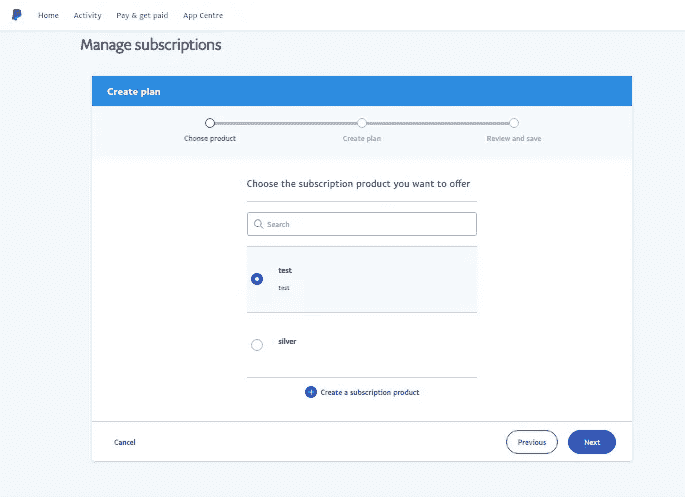 Home Activity Pay & get paid App Centre
Manage subscriptions
Create plan
Choose product Create plan Review and save
Choose the subscription product you want to offer
Search
test
test
silver
Create a subscription product
Cancel Previous Next